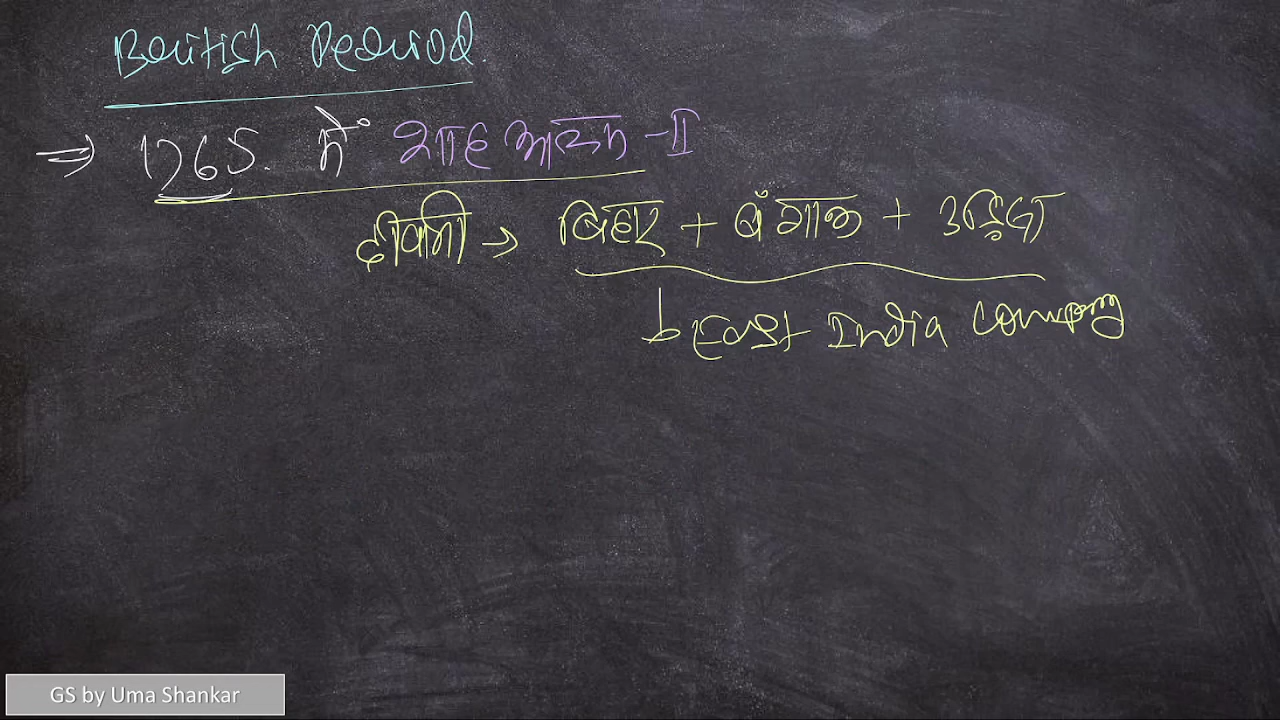 British Period
⇒ 1765 में शाह आलम -II
दीवानी → बिहार + बंगाल + उड़िसा
↳ East India Company
GS by Uma Shankar